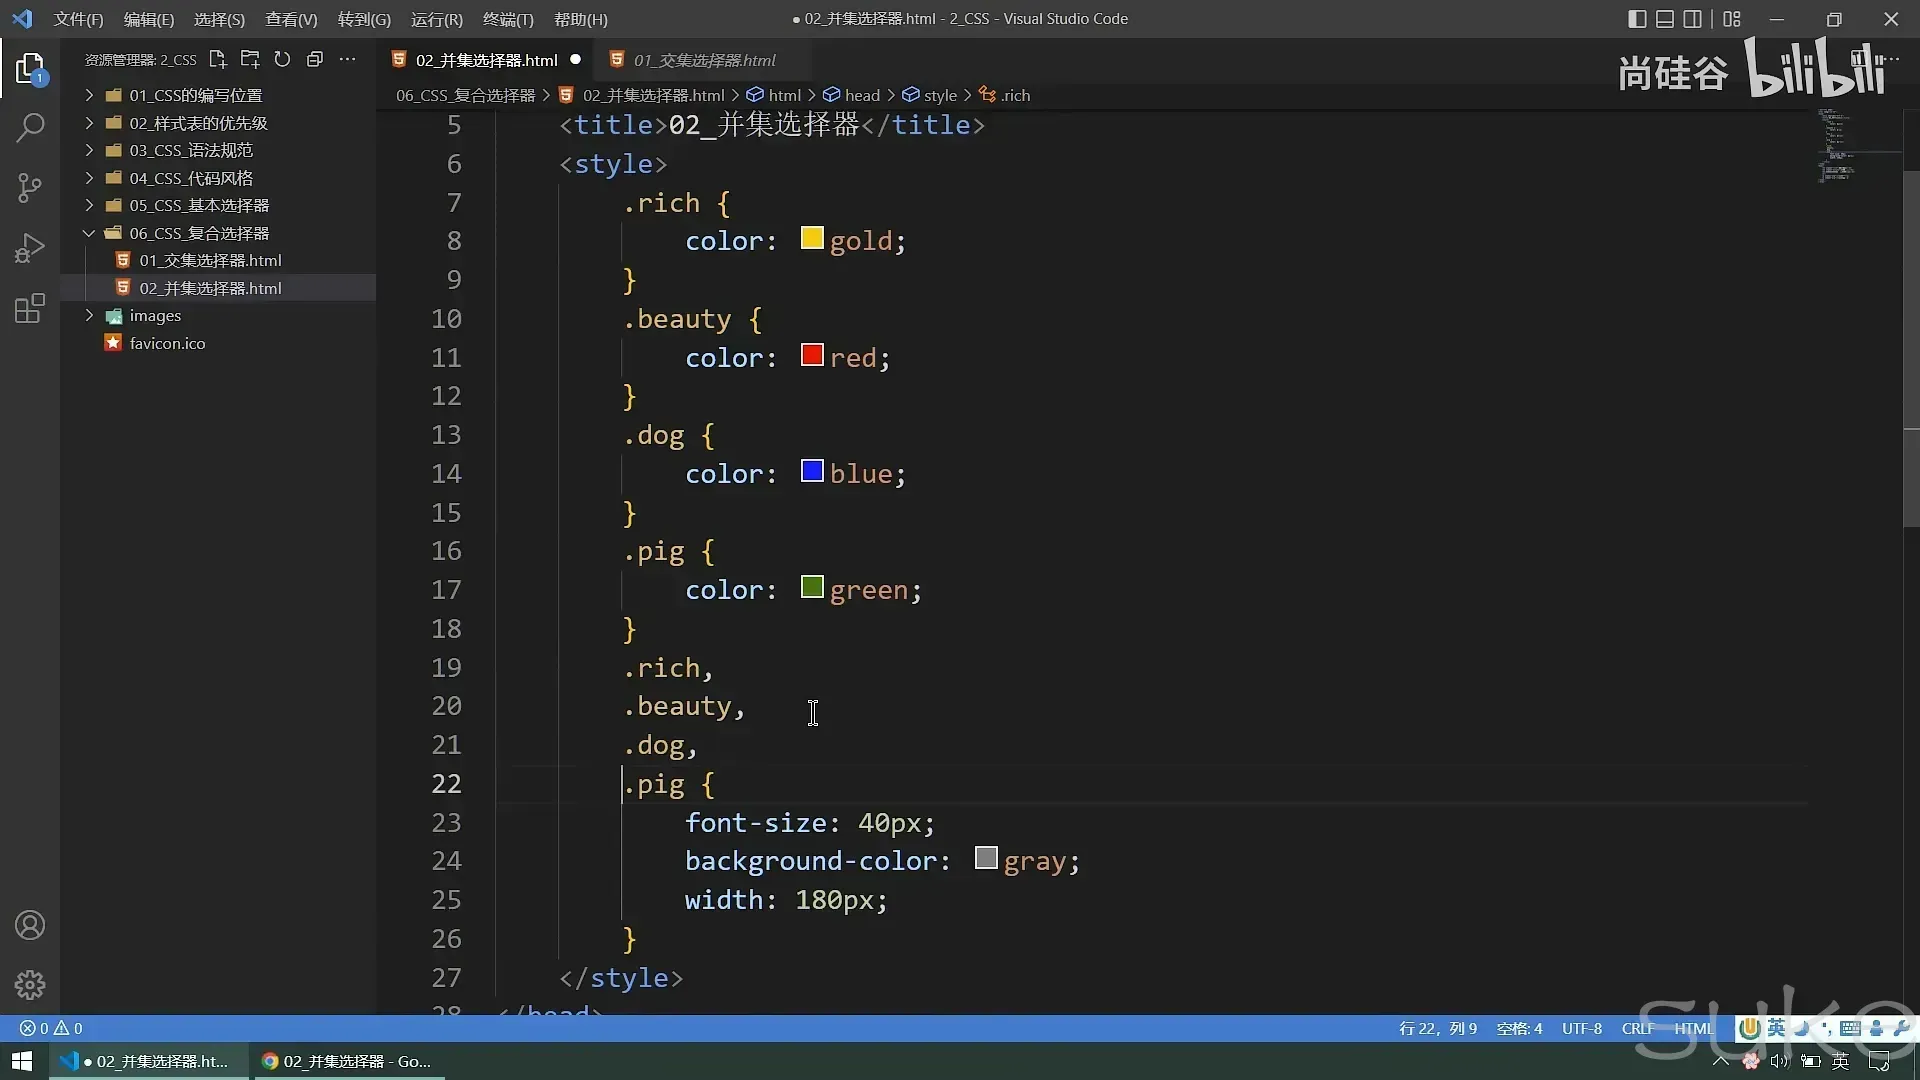 文件(F) 编辑(E) 选择(S) 查看(V) 转到(G) 运行(R) 终端(T) 帮助(H)
● 02_并集选择器.html - 2_CSS - Visual Studio Code
资源管理器: 2_CSS
01_CSS的编写位置
02_样式表的优先级
03_CSS_语法规范
04_CSS_代码风格
05_CSS_基本选择器
06_CSS_复合选择器
01_交集选择器.html
02_并集选择器.html
images
favicon.ico
1
02_并集选择器.html ●
01_交集选择器.html
尚硅谷 bilibili
06_CSS_复合选择器 > 02_并集选择器.html > html > head > style > .rich
5 <title>02_并集选择器</title>
6 <style>
7 .rich {
8 color: gold;
9 }
10 .beauty {
11 color: red;
12 }
13 .dog {
14 color: blue;
15 }
16 .pig {
17 color: green;
18 }
19 .rich,
20 .beauty,
21 .dog,
22 .pig {
23 font-size: 40px;
24 background-color: gray;
25 width: 180px;
26 }
27 </style>
28 </head>
0 0
行 22，列 9 空格: 4 UTF-8 CRLF HTML
英
● 02_并集选择器.ht...
02_并集选择器 - Go...
英